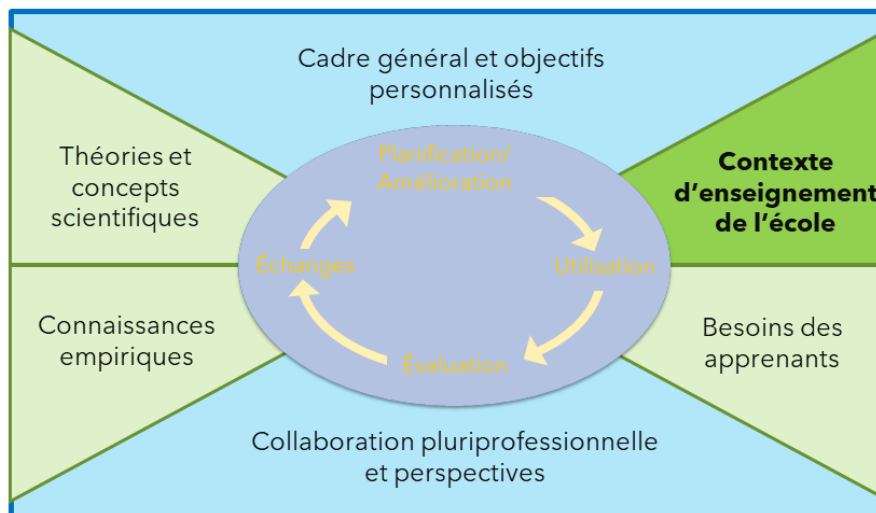 Cadre général et objectifs
personnalisés
Théories et
concepts
scientifiques
Planification/
Amélioration
Contexte
d’enseignement
de l’école
Échanges
Utilisation
Connaissances
empiriques
Évaluation
Besoins des
apprenants
Collaboration pluriprofessionnelle
et perspectives